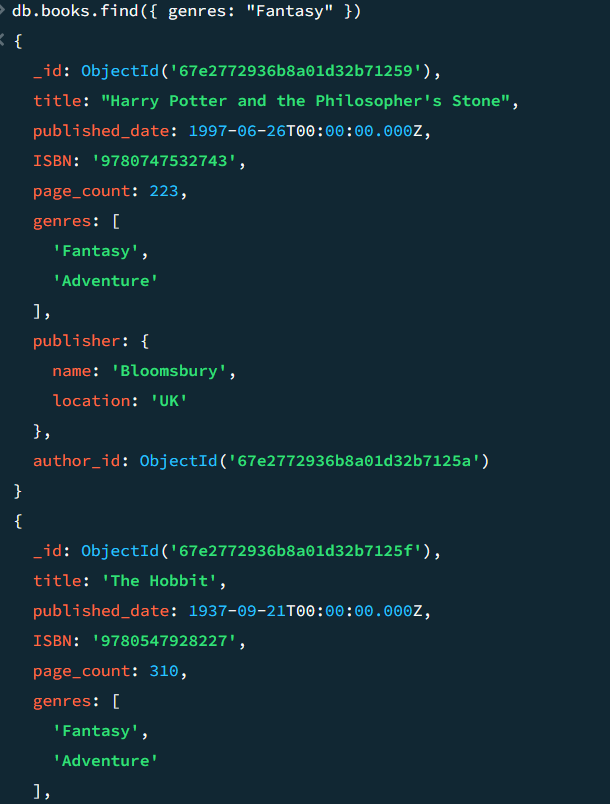 db.books.find({ genres: "Fantasy" })
{
_id: ObjectId('67e2772936b8a01d32b71259'),
title: "Harry Potter and the Philosopher's Stone",
published_date: 1997-06-26T00:00:00.000Z,
ISBN: '9780747532743',
page_count: 223,
genres: [
'Fantasy',
'Adventure'
],
publisher: {
name: 'Bloomsbury',
location: 'UK'
},
author_id: ObjectId('67e2772936b8a01d32b7125a')
}
{
_id: ObjectId('67e2772936b8a01d32b7125f'),
title: 'The Hobbit',
published_date: 1937-09-21T00:00:00.000Z,
ISBN: '9780547928227',
page_count: 310,
genres: [
'Fantasy',
'Adventure'
],